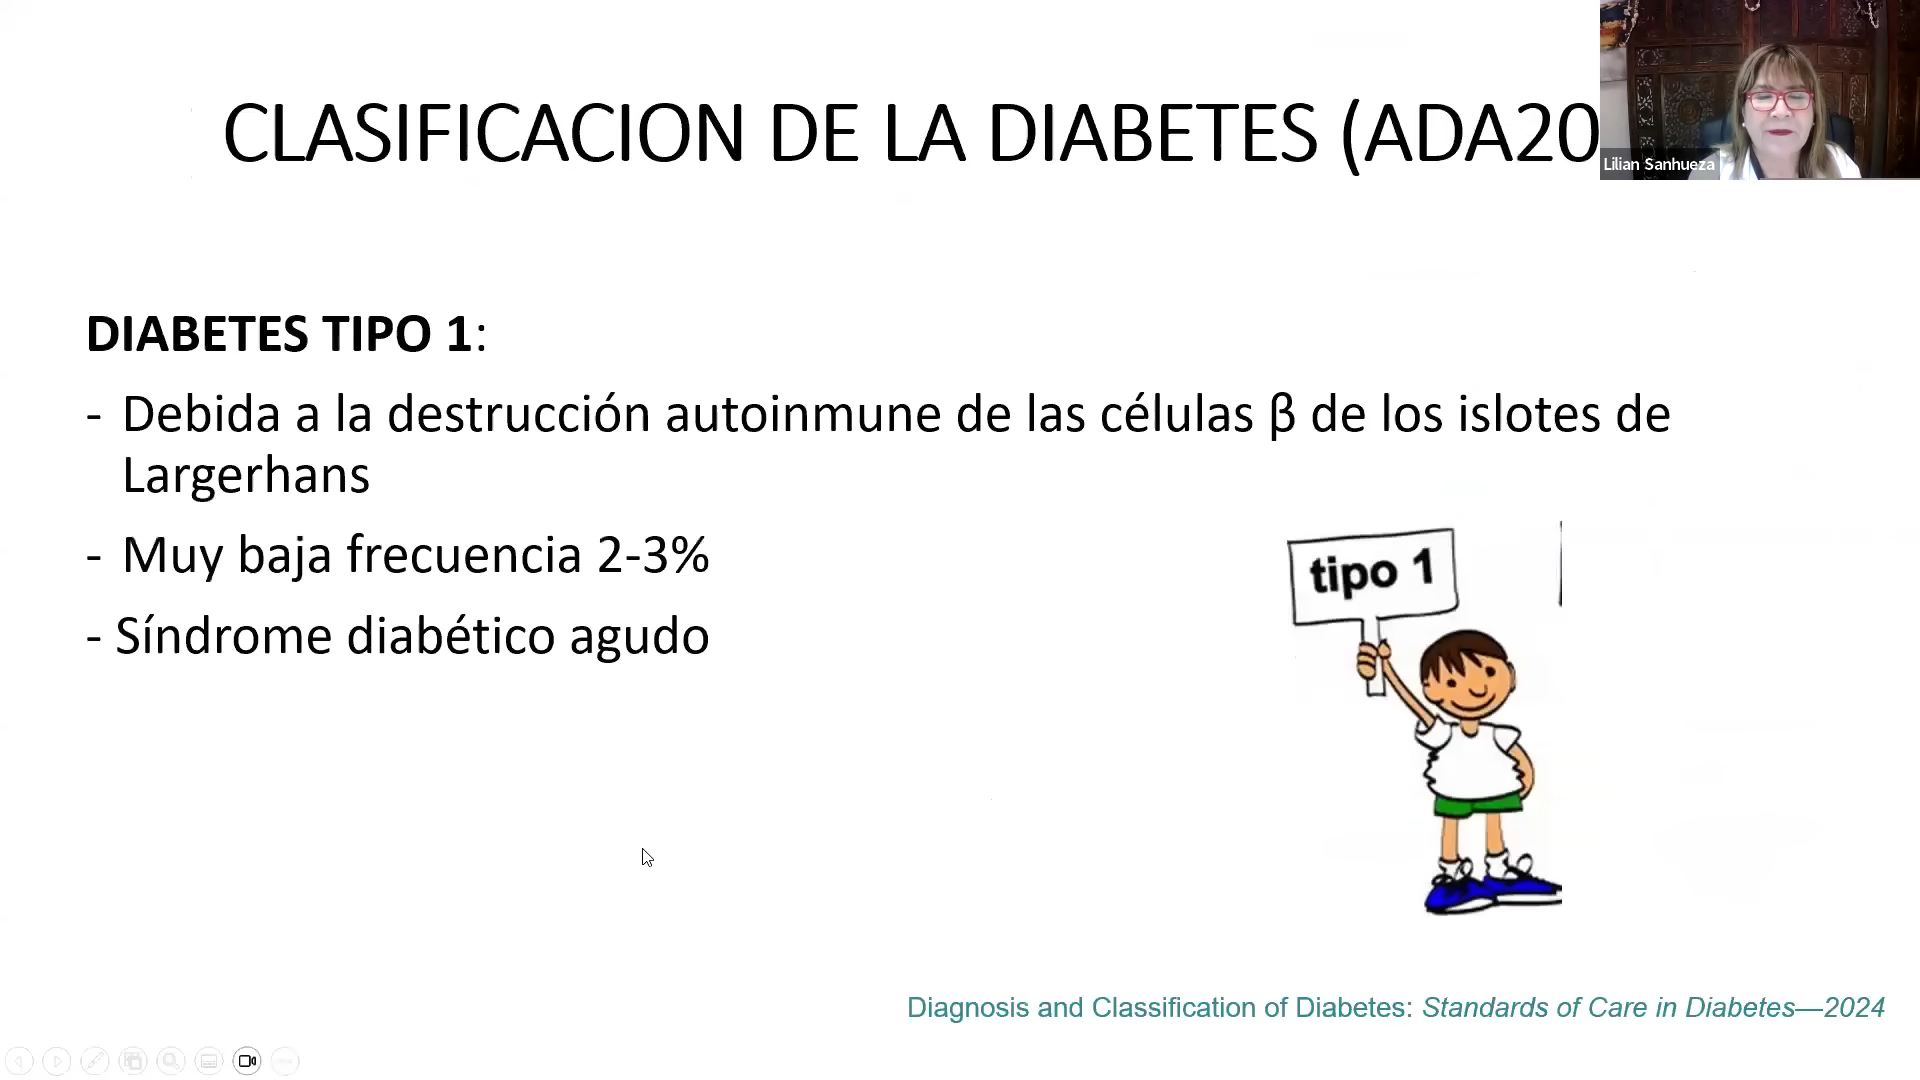 CLASIFICACION DE LA DIABETES (ADA20
Lilian Sanhueza
DIABETES TIPO 1:
- Debida a la destrucción autoinmune de las células β de los islotes de
Largerhans
- Muy baja frecuencia 2-3%
- Síndrome diabético agudo
tipo 1
Diagnosis and Classification of Diabetes: Standards of Care in Diabetes—2024